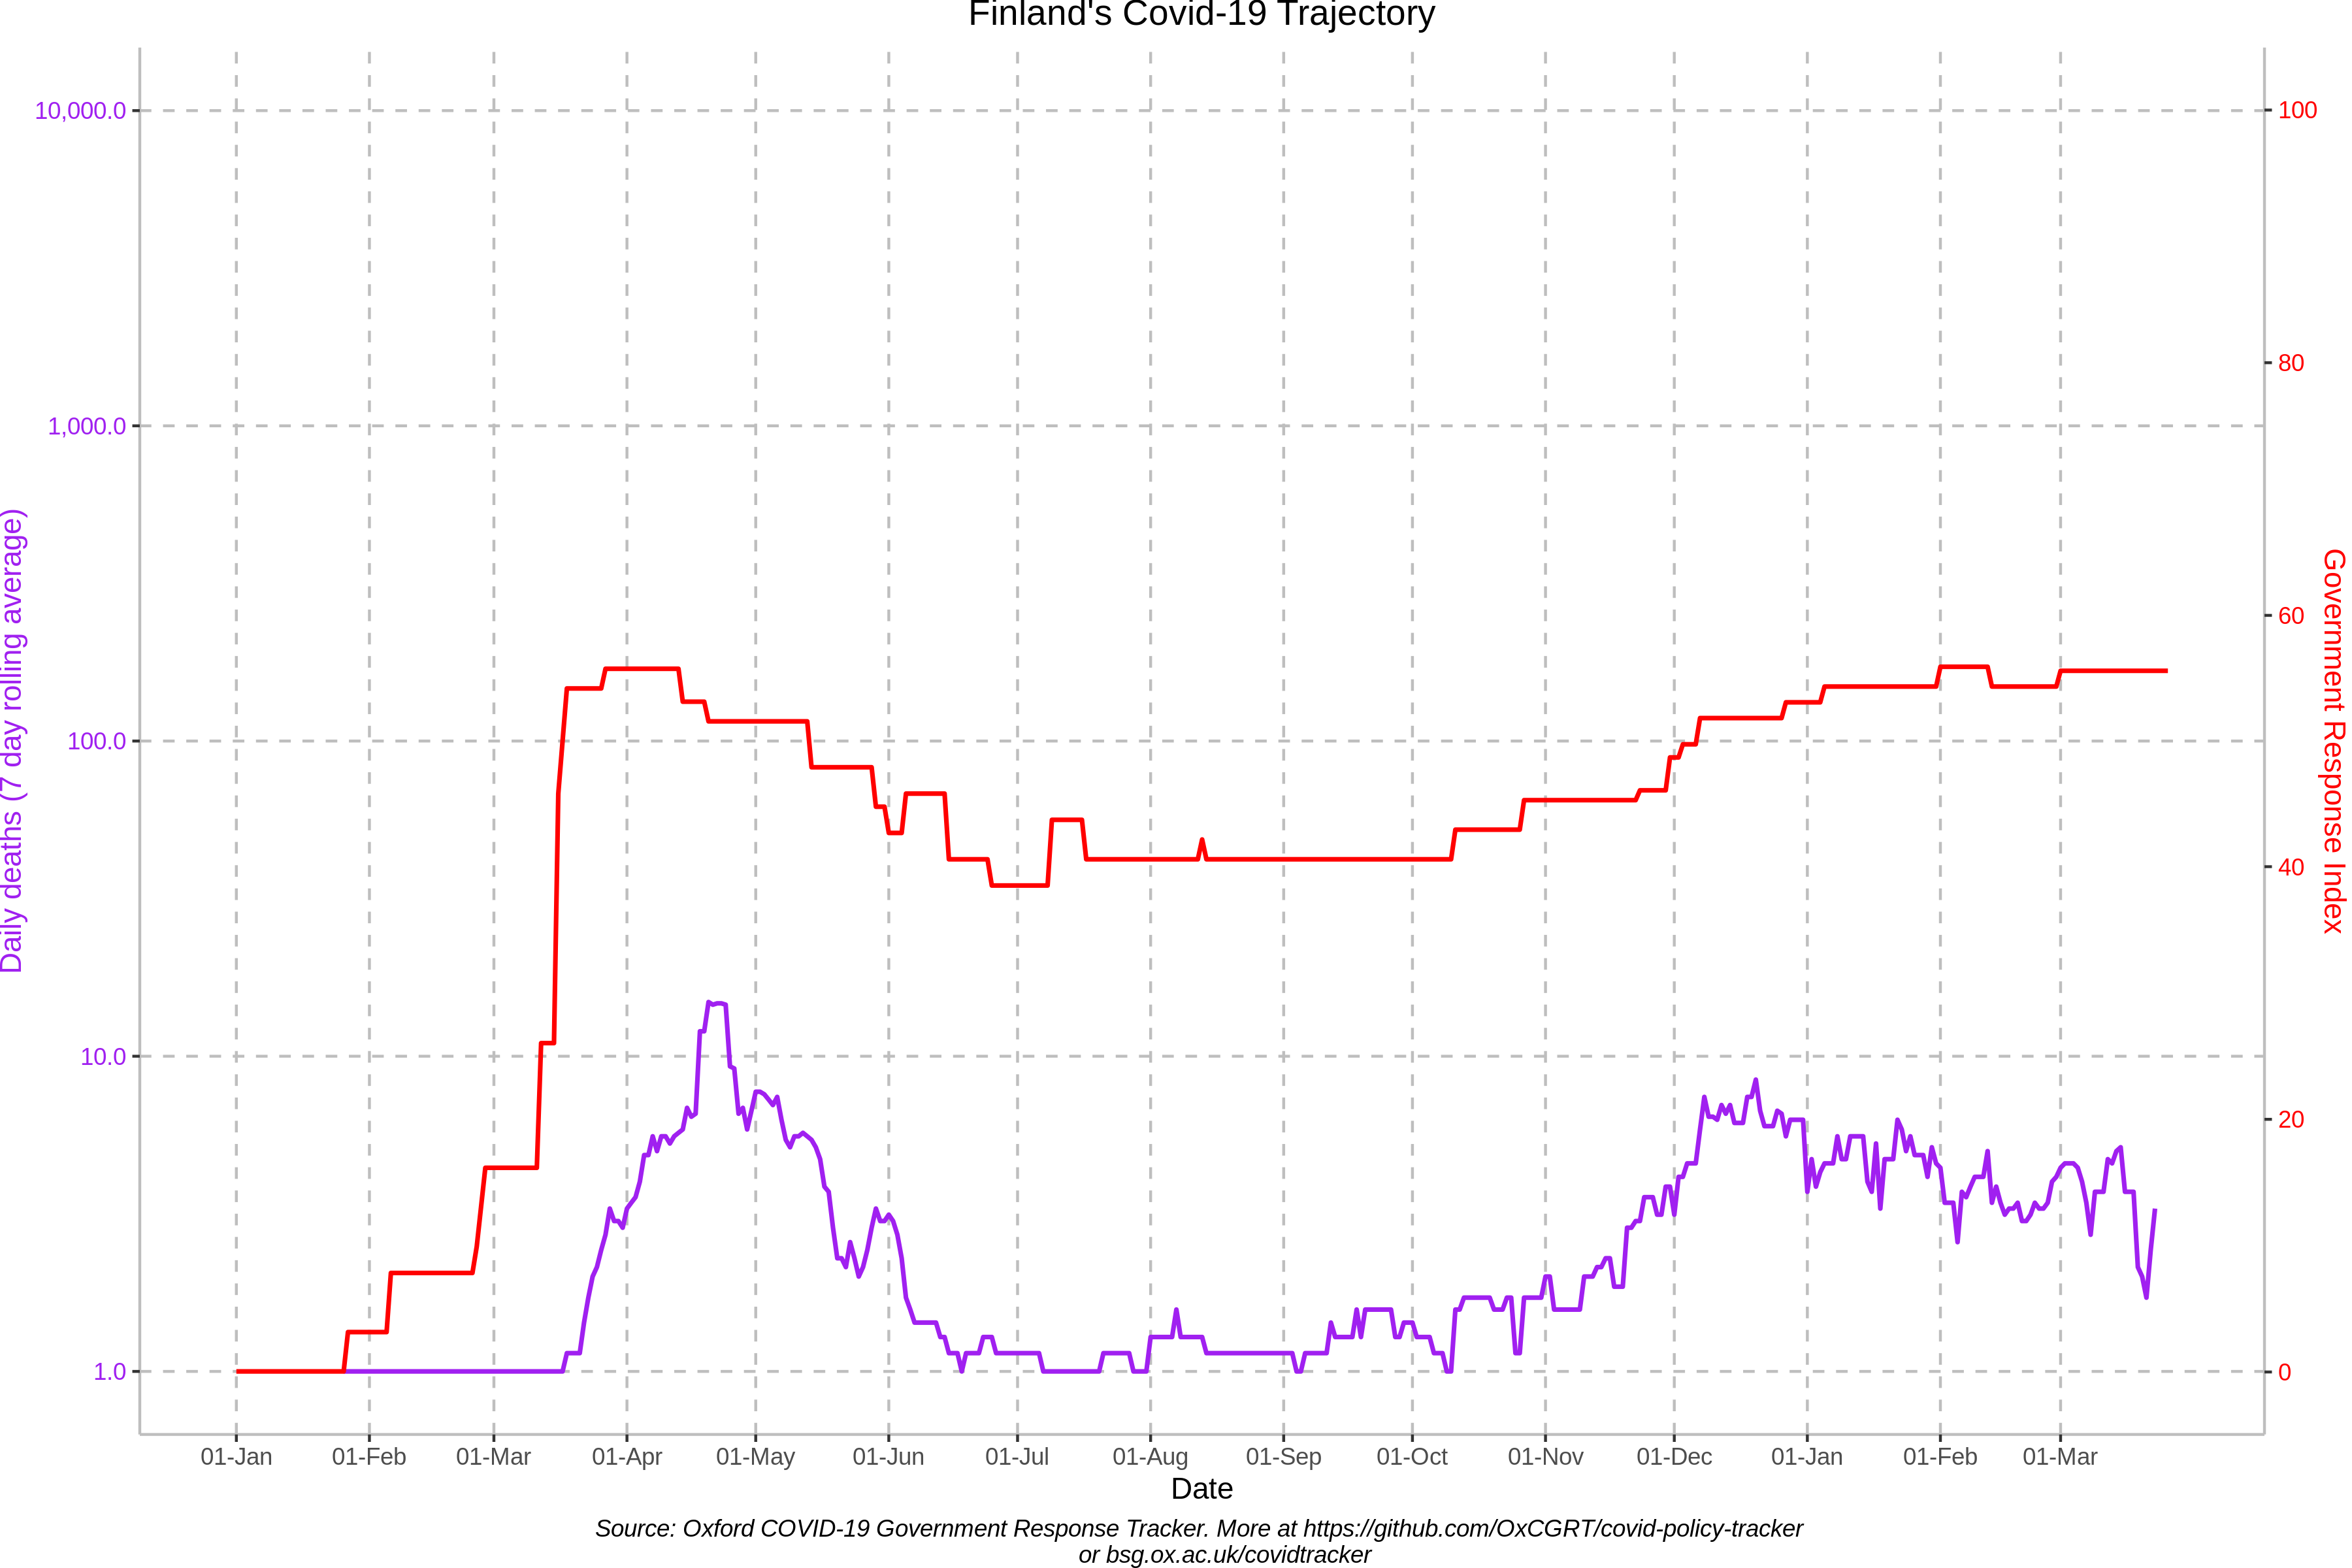 Finland's Covid-19 Trajectory
10,000.0
1,000.0
100.0
10.0
1.0
Daily deaths (7 day rolling average)
100
80
60
40
20
0
Government Response Index
01-Jan 01-Feb 01-Mar 01-Apr 01-May 01-Jun 01-Jul 01-Aug 01-Sep 01-Oct 01-Nov 01-Dec 01-Jan 01-Feb 01-Mar
Date
Source: Oxford COVID-19 Government Response Tracker. More at https://github.com/OxCGRT/covid-policy-tracker
or bsg.ox.ac.uk/covidtracker